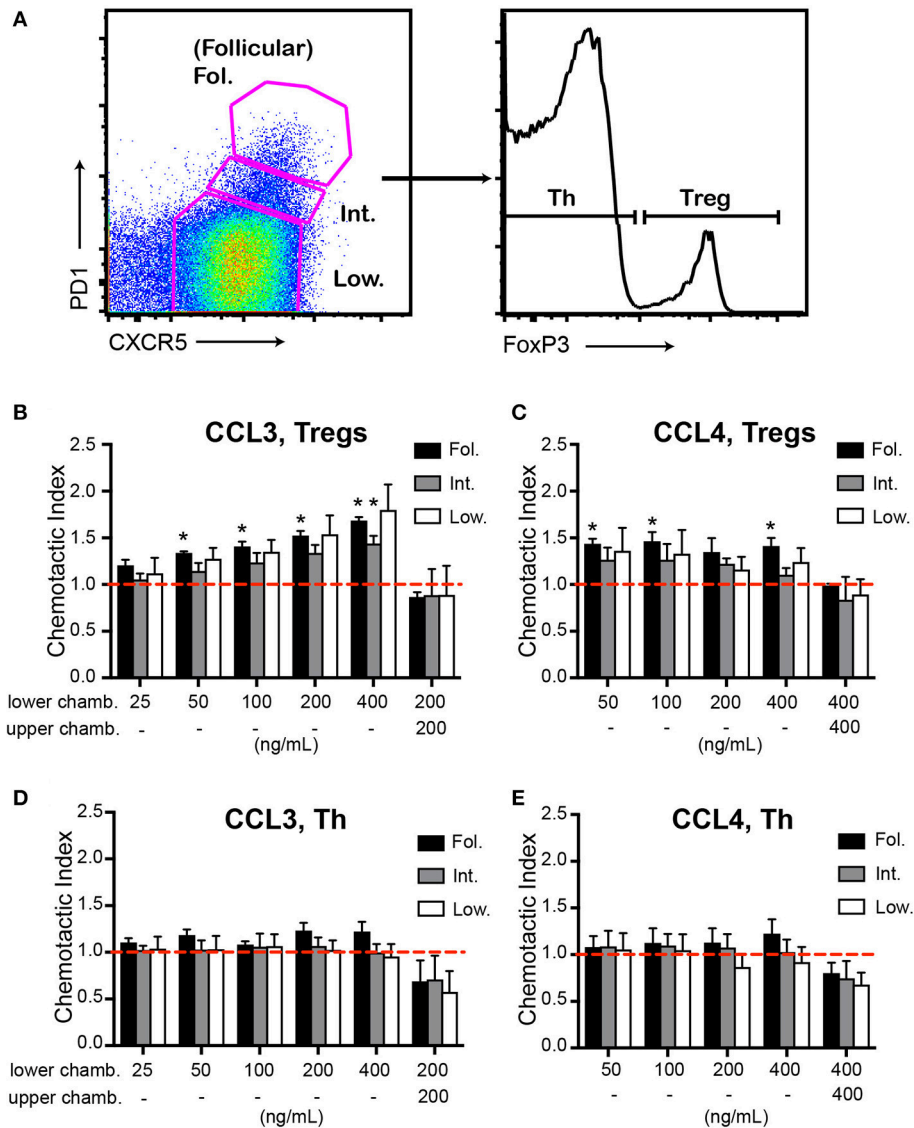 A
(Follicular)
Fol.
Int.
Low.
PD1
CXCR5
Th
Treg
FoxP3
B
CCL3, Tregs
Chemotactic Index
2.5
2.0
1.5
1.0
0.5
0.0
Fol.
Int.
Low.
*
*
*
* *
lower chamb. 25 50 100 200 400 200
upper chamb. - - - - - 200
(ng/mL)
C
CCL4, Tregs
Chemotactic Index
2.5
2.0
1.5
1.0
0.5
0.0
Fol.
Int.
Low.
*
*
*
50 100 200 400 400
- - - - 400
(ng/mL)
D
CCL3, Th
Chemotactic Index
2.5
2.0
1.5
1.0
0.5
0.0
Fol.
Int.
Low.
lower chamb. 25 50 100 200 400 200
upper chamb. - - - - - 200
(ng/mL)
E
CCL4, Th
Chemotactic Index
2.5
2.0
1.5
1.0
0.5
0.0
Fol.
Int.
Low.
50 100 200 400 400
- - - - 400
(ng/mL)